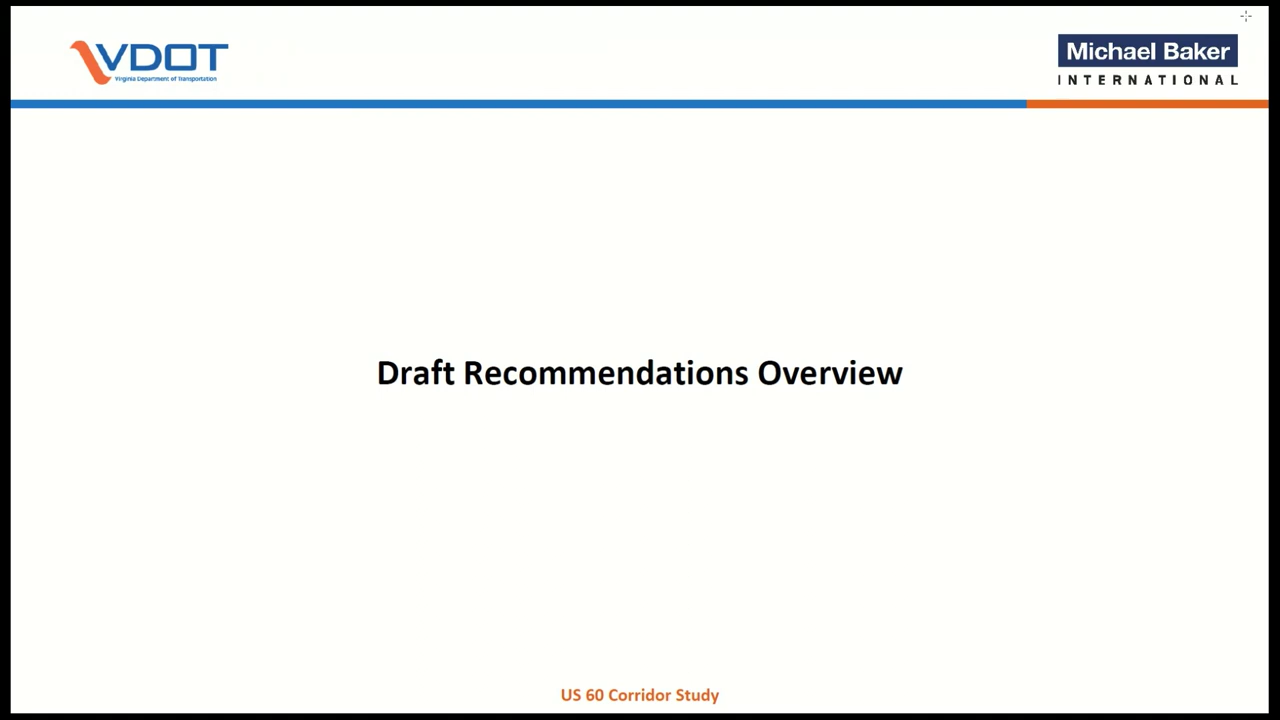 VDOT
Virginia Department of Transportation
Michael Baker
INTERNATIONAL
Draft Recommendations Overview
US 60 Corridor Study